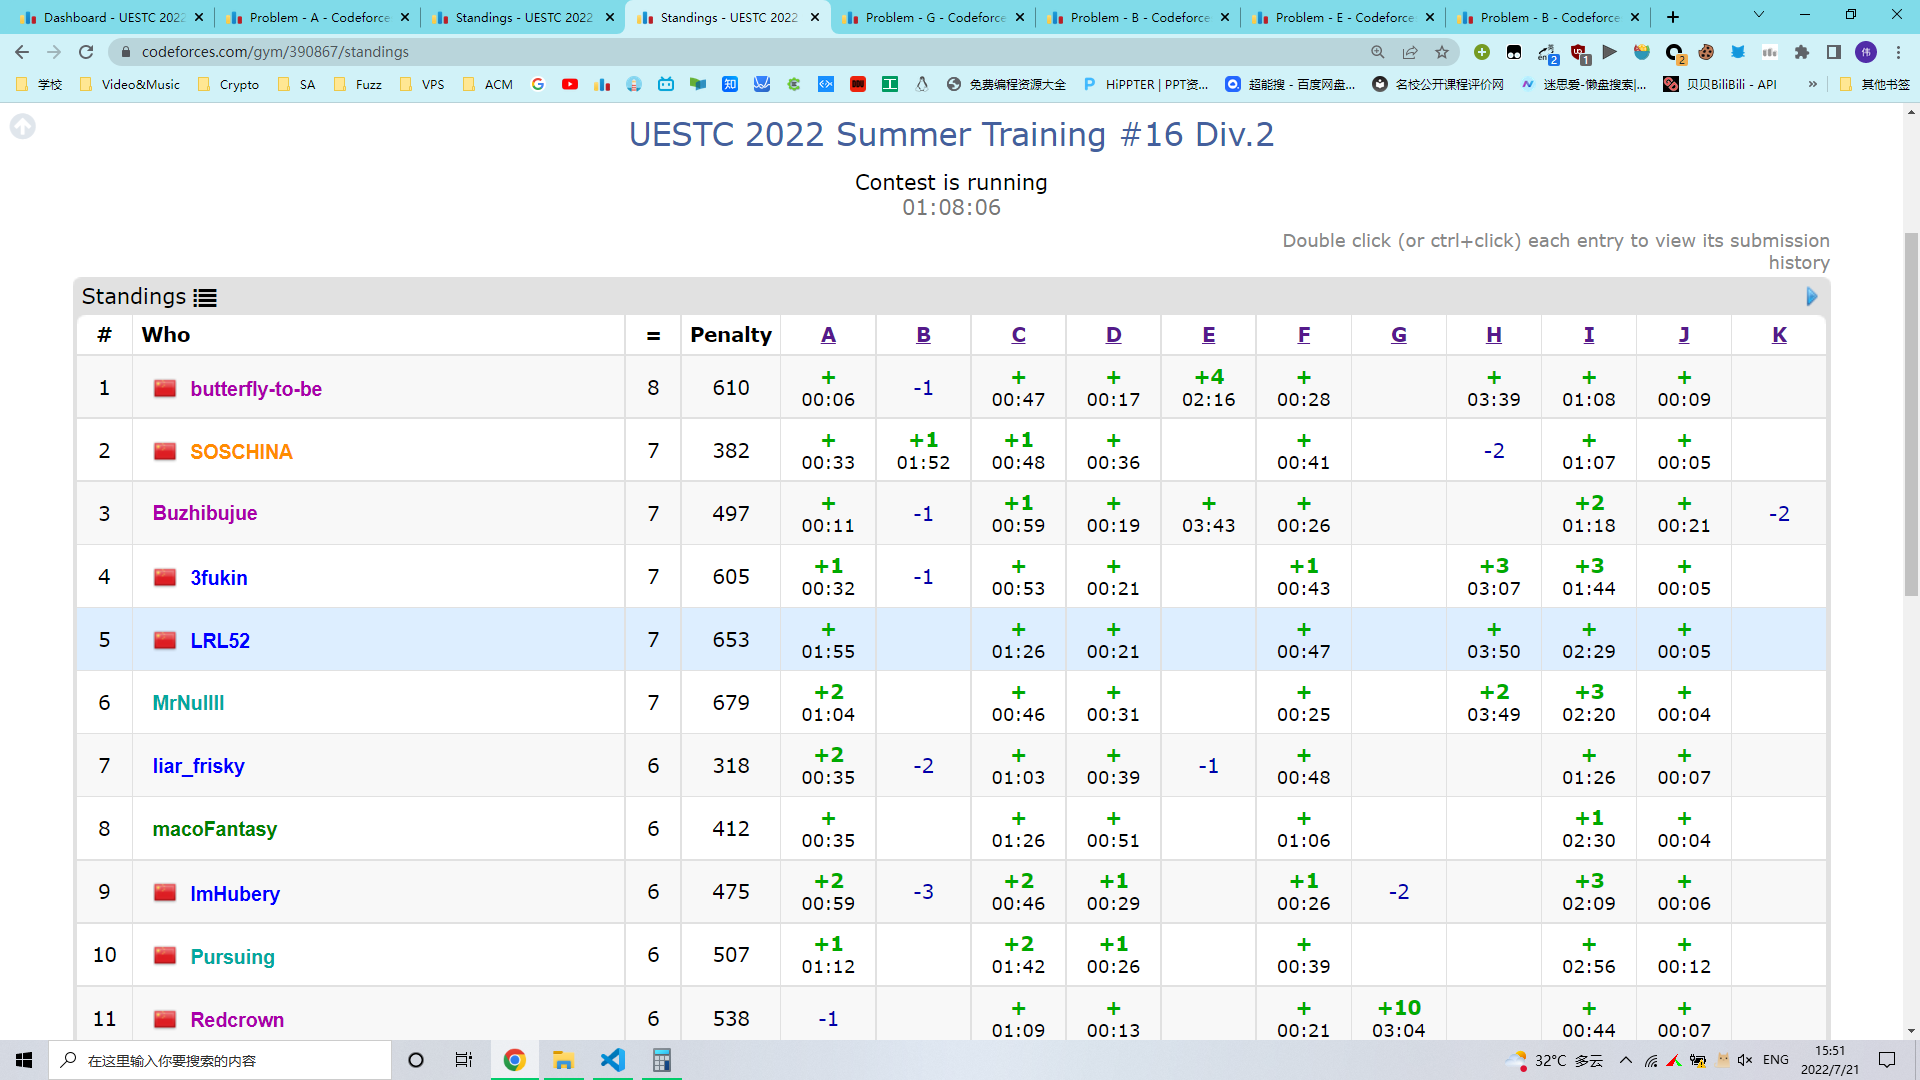 Dashboard - UESTC 2022
Problem - A - Codeforce
Standings - UESTC 2022
Standings - UESTC 2022
Problem - G - Codeforce
Problem - B - Codeforce
Problem - E - Codeforce
Problem - B - Codeforce
codeforces.com/gym/390867/standings
学校 Video&Music Crypto SA Fuzz VPS ACM 免费编程资源大全 HiPPTER | PPT资... 超能搜 - 百度网盘... 名校公开课程评价网 迷思爱-懒盘搜索|... 贝贝BiliBili - API » 其他书签
UESTC 2022 Summer Training #16 Div.2
Contest is running
01:08:06
Double click (or ctrl+click) each entry to view its submission
history
Standings
# Who = Penalty A B C D E F G H I J K
1 butterfly-to-be 8 610 + -1 + + +4 + + + +
00:06 00:47 00:17 02:16 00:28 03:39 01:08 00:09
2 SOSCHINA 7 382 + +1 +1 + + -2 + +
00:33 01:52 00:48 00:36 00:41 01:07 00:05
3 Buzhibujue 7 497 + -1 +1 + + + +2 + -2
00:11 00:59 00:19 03:43 00:26 01:18 00:21
4 3fukin 7 605 +1 -1 + + +1 +3 +3 +
00:32 00:53 00:21 00:43 03:07 01:44 00:05
5 LRL52 7 653 + + + + + + +
01:55 01:26 00:21 00:47 03:50 02:29 00:05
6 MrNullll 7 679 +2 + + + +2 +3 +
01:04 00:46 00:31 00:25 03:49 02:20 00:04
7 liar_frisky 6 318 +2 -2 + + -1 + + +
00:35 01:03 00:39 00:48 01:26 00:07
8 macoFantasy 6 412 + + + + +1 +
00:35 01:26 00:51 01:06 02:30 00:04
9 ImHubery 6 475 +2 -3 +2 +1 +1 -2 +3 +
00:59 00:46 00:29 00:26 02:09 00:06
10 Pursuing 6 507 +1 +2 +1 + + +
01:12 01:42 00:26 00:39 02:56 00:12
11 Redcrown 6 538 -1 + + + +10 + +
01:09 00:13 00:21 03:04 00:44 00:07
在这里输入你要搜索的内容
32°C 多云 ENG
15:51
2022/7/21